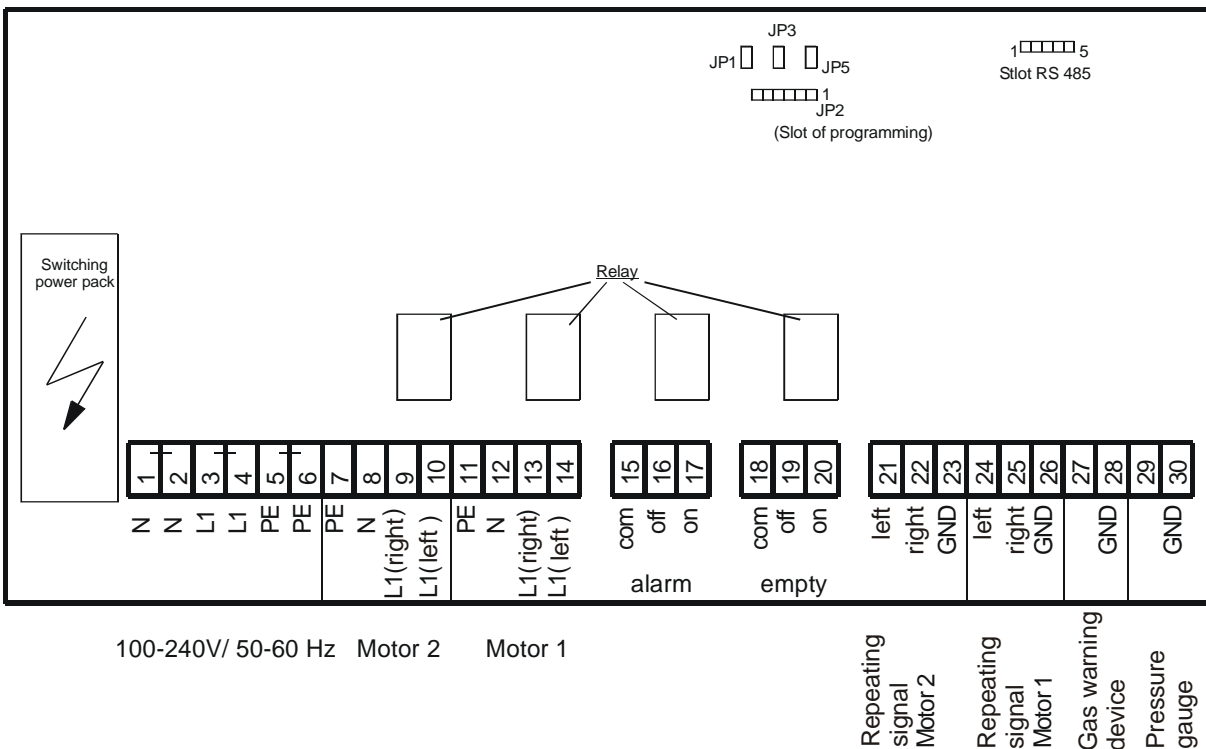 JP3
JP1
JP5
1
JP2
(Slot of programming)
1
5
Stlot RS 485
Switching
power pack
Relay
1 2 3 4 5 6 7 8 9 10 11 12 13 14
15 16 17
18 19 20
21 22 23 24 25 26 27 28 29 30
N
N
L1
L1
PE
PE
PE
N
L1(right)
L1( left )
PE
N
L1(right)
L1( left )
com
off
on
alarm
com
off
on
empty
left
right
GND
left
right
GND
GND
GND
100-240V/ 50-60 Hz
Motor 2
Motor 1
Repeating
signal
Motor 2
Repeating
signal
Motor 1
Gas warning
device
Pressure
gauge